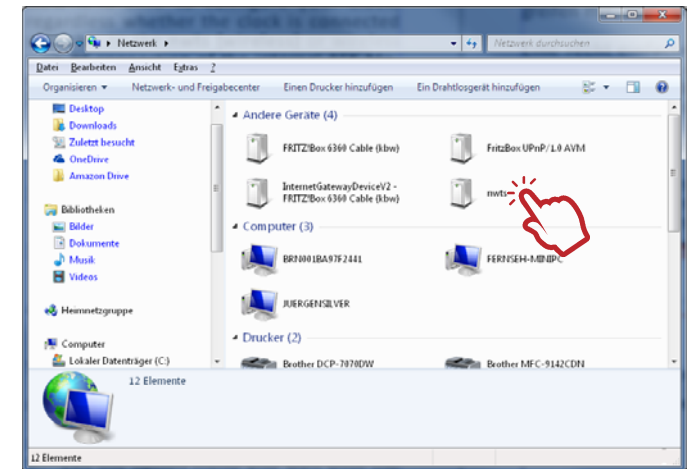 regardless whether the clock is connected
Netzwerk
Netzwerk durchsuchen
Datei Bearbeiten Ansicht Extras ?
Organisieren Netzwerk- und Freigabecenter Einen Drucker hinzufügen Ein Drahtlosgerät hinzufügen
Desktop
Downloads
Zuletzt besucht
OneDrive
Amazon Drive
Bibliotheken
Bilder
Dokumente
Musik
Videos
Heimnetzgruppe
Computer
Lokaler Datenträger (C:)
Andere Geräte (4)
FRITZ!Box 6360 Cable (kbw)
FritzBox UPnP/1.0 AVM
InternetGatewayDeviceV2 -
FRITZ!Box 6360 Cable (kbw)
nwts
Computer (3)
BRN001BA97F2441
FERNSEH-MINIPC
JUERGENSILVER
Drucker (2)
Brother DCP-7070DW
Brother MFC-9142CDN
12 Elemente
12 Elemente